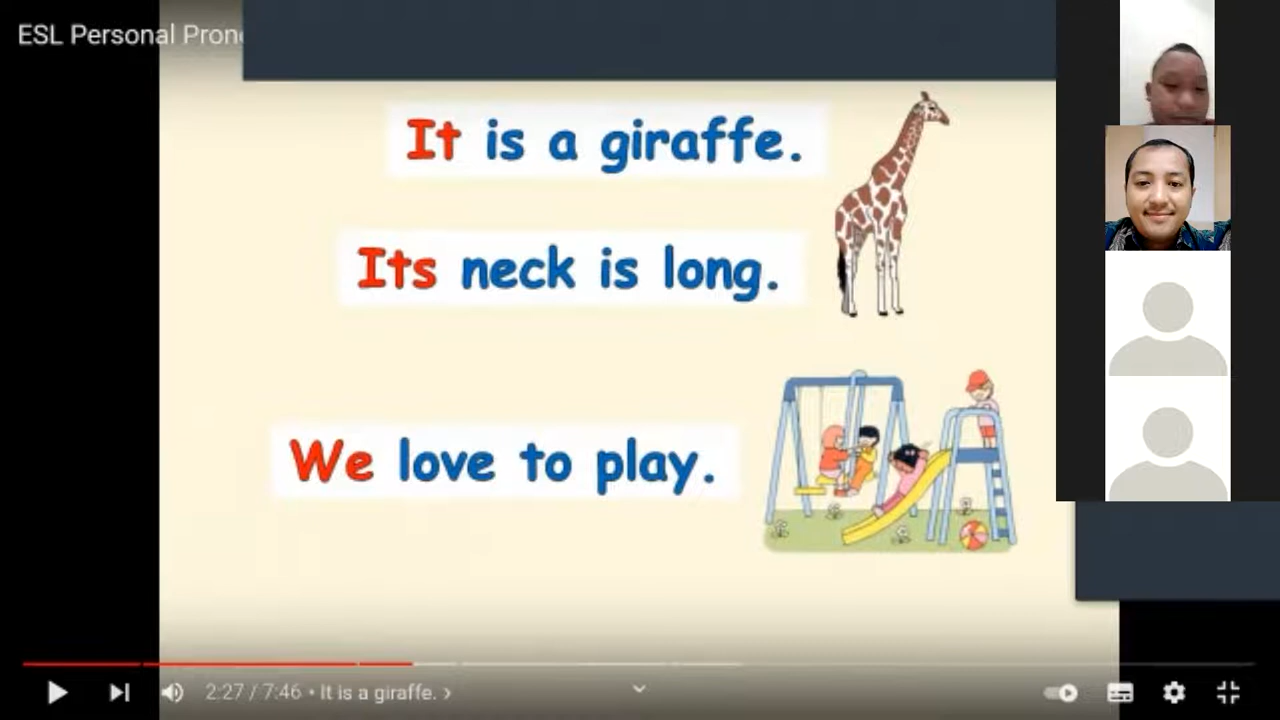 ESL Personal Pron
It is a giraffe.
Its neck is long.
We love to play.
2:27 / 7:46 • It is a giraffe. ›